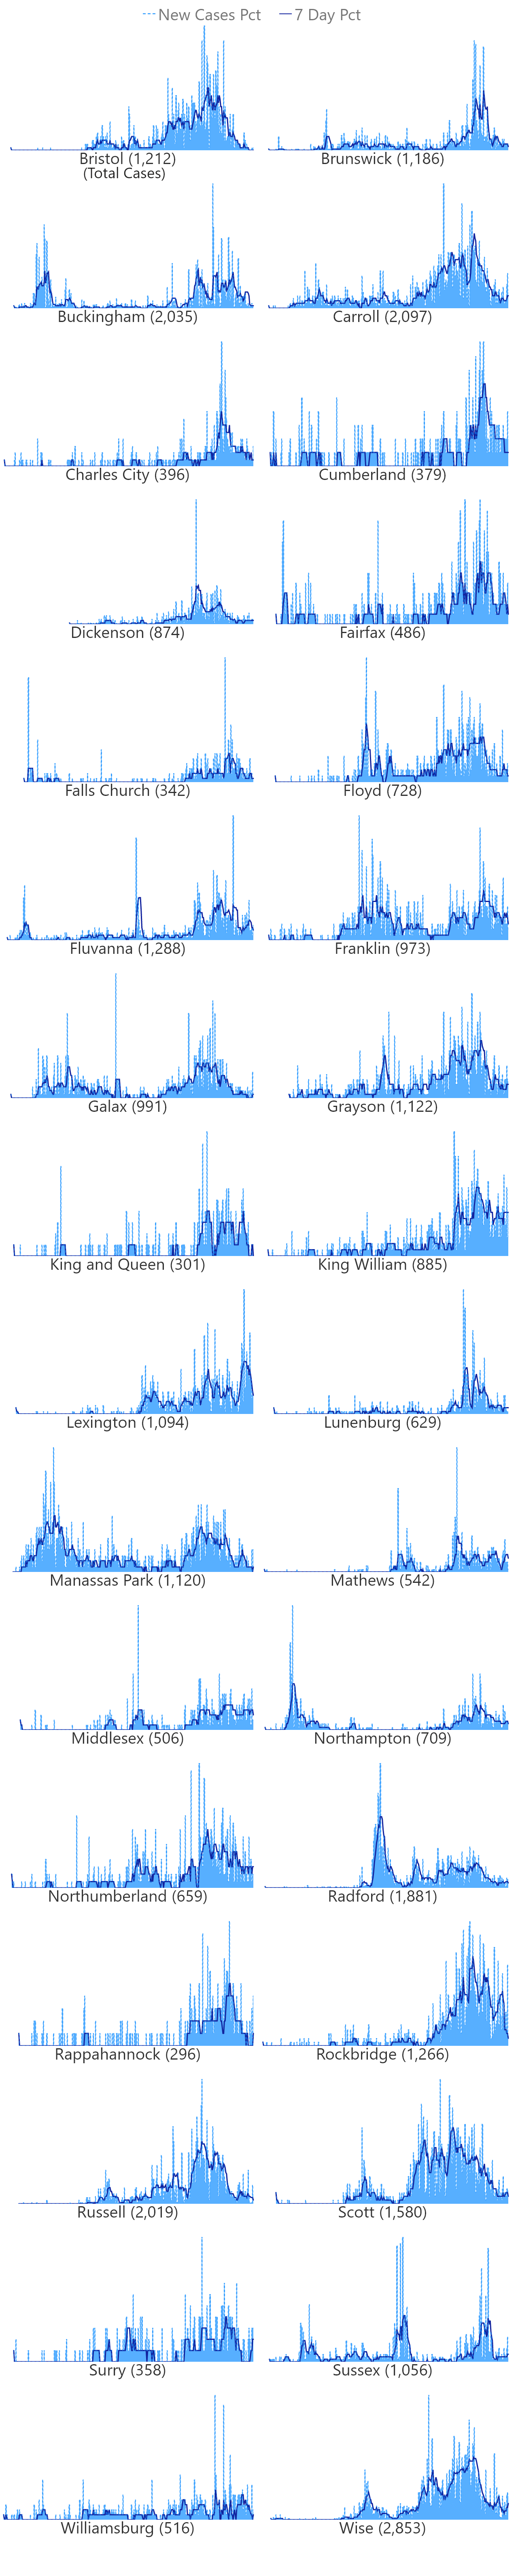 New Cases Pct 7 Day Pct
Bristol (1,212) Brunswick (1,186)
(Total Cases)
Buckingham (2,035) Carroll (2,097)
Charles City (396) Cumberland (379)
Dickenson (874) Fairfax (486)
Falls Church (342) Floyd (728)
Fluvanna (1,288) Franklin (973)
Galax (991) Grayson (1,122)
King and Queen (301) King William (885)
Lexington (1,094) Lunenburg (629)
Manassas Park (1,120) Mathews (542)
Middlesex (506) Northampton (709)
Northumberland (659) Radford (1,881)
Rappahannock (296) Rockbridge (1,266)
Russell (2,019) Scott (1,580)
Surry (358) Sussex (1,056)
Williamsburg (516) Wise (2,853)